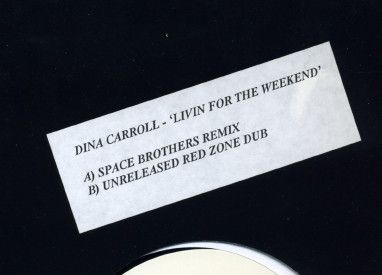 DINA CARROLL - 'LIVIN FOR THE WEEKEND'
A) SPACE BROTHERS REMIX
B) UNRELEASED RED ZONE DUB